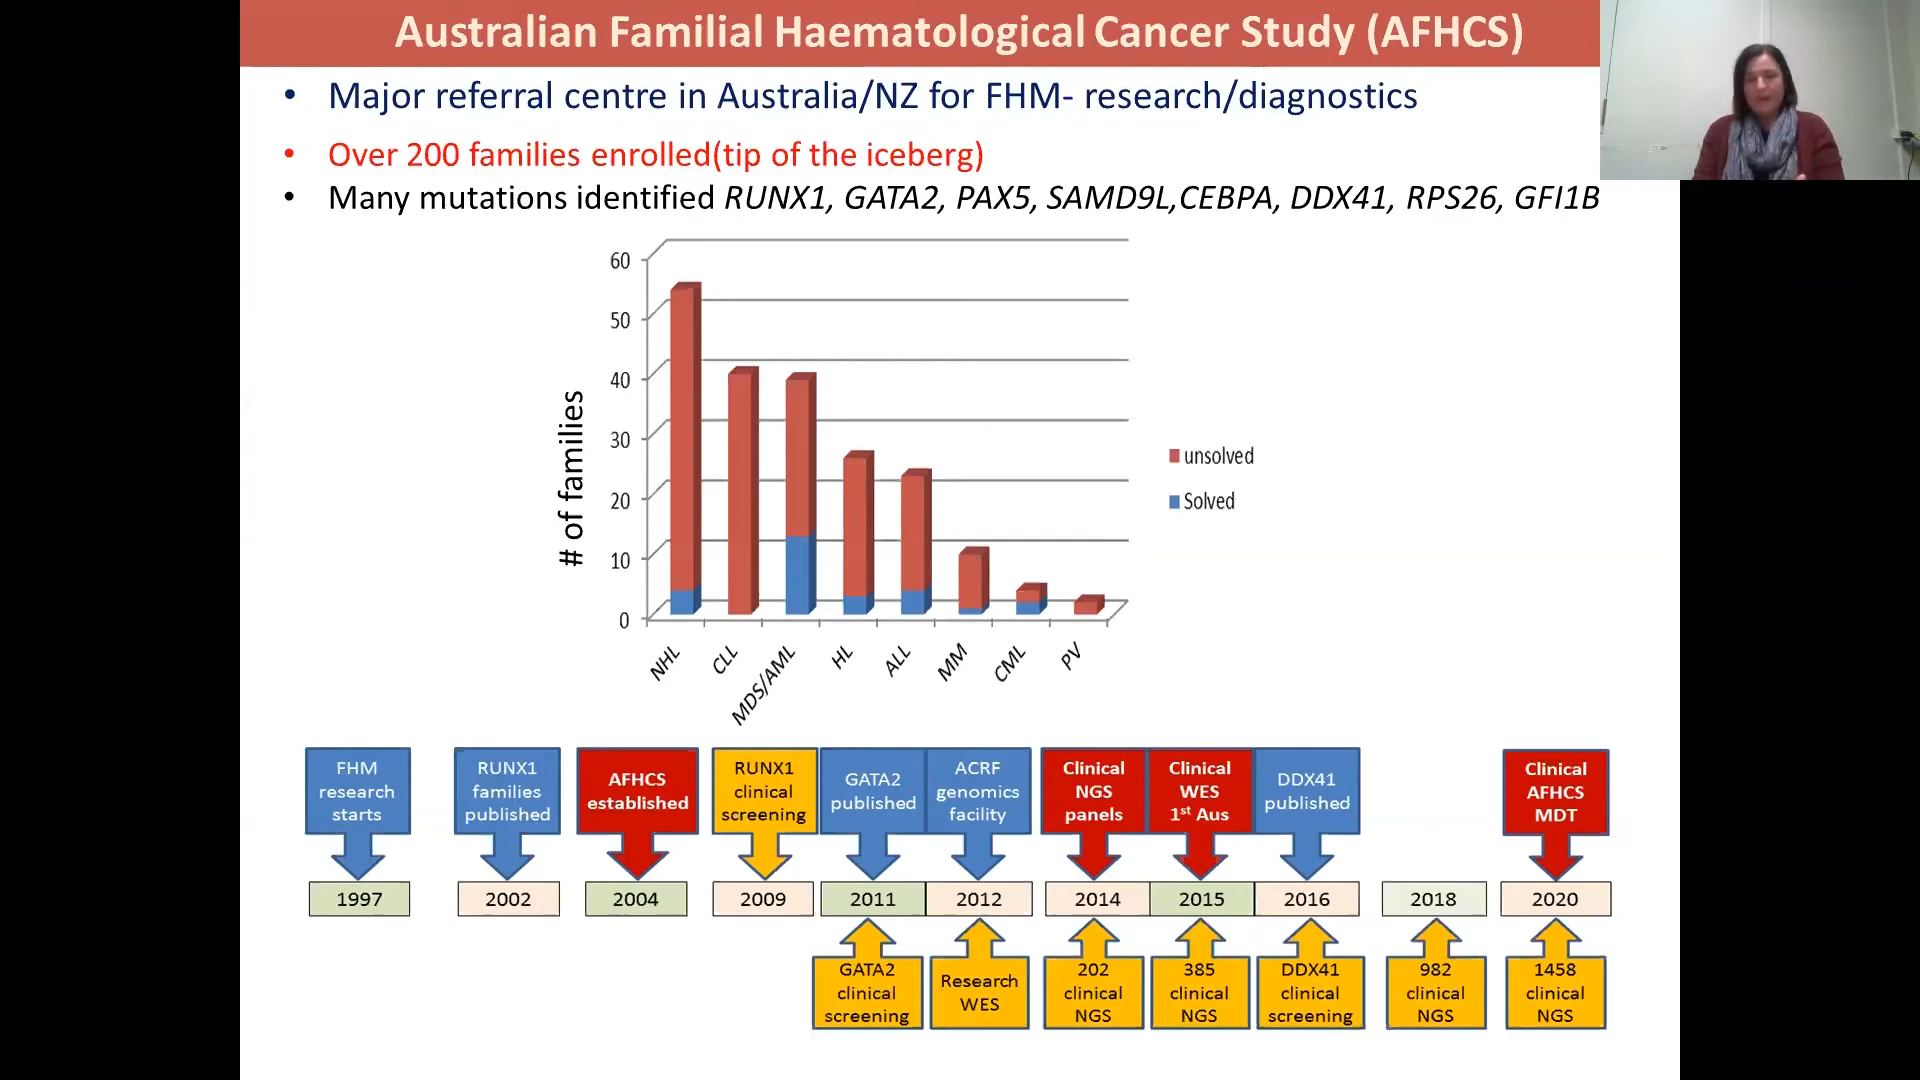 Australian Familial Haematological Cancer Study (AFHCS)
• Major referral centre in Australia/NZ for FHM- research/diagnostics
• Over 200 families enrolled(tip of the iceberg)
• Many mutations identified RUNX1, GATA2, PAX5, SAMD9L,CEBPA, DDX41, RPS26, GFI1B
# of families
60
50
40
30
20
10
0
NHL
CLL
MDS/AML
HL
ALL
MM
CML
PV
unsolved
Solved
FHM
research
starts
RUNX1
families
published
AFHCS
established
RUNX1
clinical
screening
GATA2
published
ACRF
genomics
facility
Clinical
NGS
panels
Clinical
WES
1st Aus
DDX41
published
Clinical
AFHCS
MDT
1997
2002
2004
2009
2011
2012
2014
2015
2016
2018
2020
GATA2
clinical
screening
Research
WES
202
clinical
NGS
385
clinical
NGS
DDX41
clinical
screening
982
clinical
NGS
1458
clinical
NGS